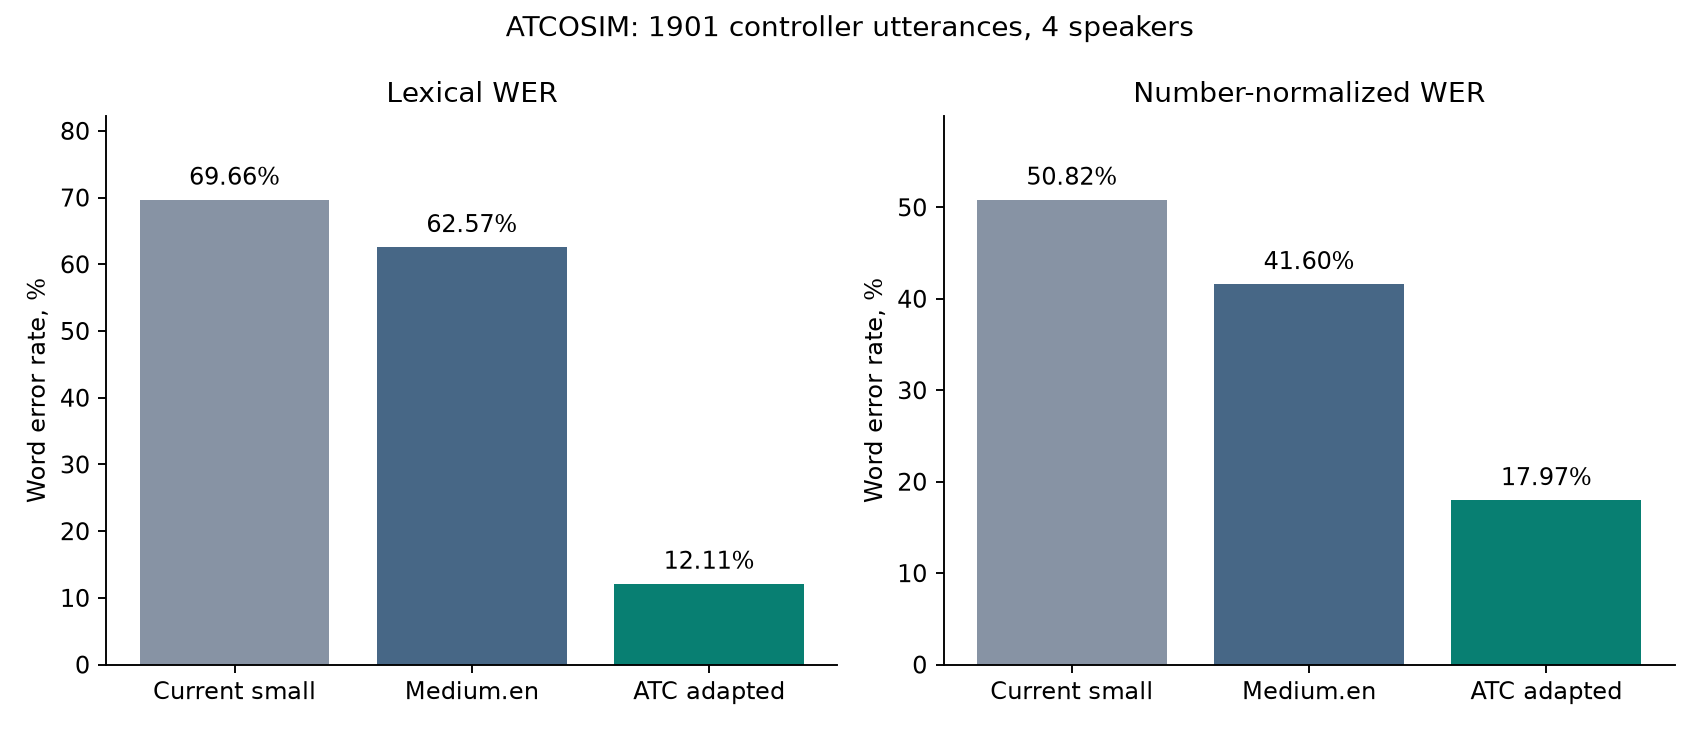 ATCOSIM: 1901 controller utterances, 4 speakers
Lexical WER
Word error rate, %
80
70
60
50
40
30
20
10
0
69.66%
62.57%
12.11%
Current small
Medium.en
ATC adapted
Number-normalized WER
Word error rate, %
50
40
30
20
10
0
50.82%
41.60%
17.97%
Current small
Medium.en
ATC adapted